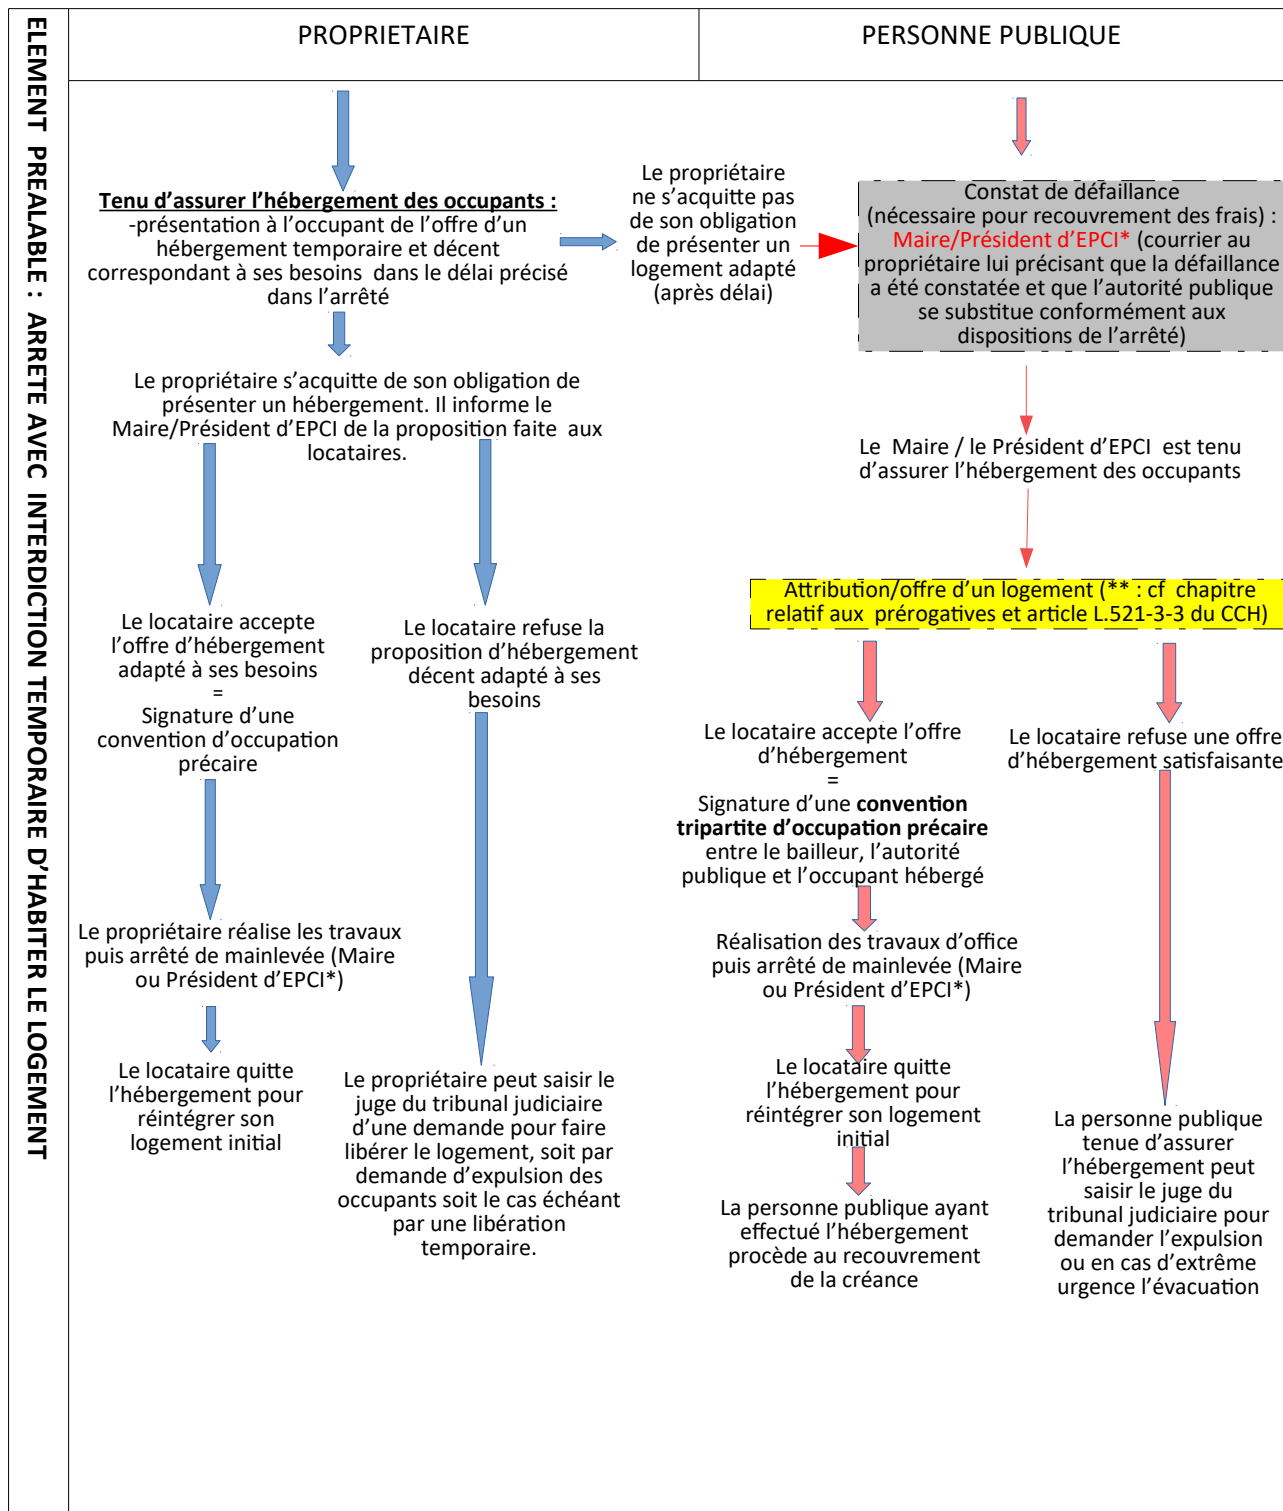 ELEMENT PREALABLE : ARRETE AVEC INTERDICTION TEMPORAIRE D’HABITER LE LOGEMENT
PROPRIETAIRE
PERSONNE PUBLIQUE
Tenu d’assurer l’hébergement des occupants :
-présentation à l’occupant de l’offre d’un
hébergement temporaire et décent
correspondant à ses besoins dans le délai précisé
dans l’arrêté
Le propriétaire
ne s’acquitte pas
de son obligation
de présenter un
logement adapté
(après délai)
Constat de défaillance
(nécessaire pour recouvrement des frais) :
Maire/Président d’EPCI* (courrier au
propriétaire lui précisant que la défaillance
a été constatée et que l’autorité publique
se substitue conformément aux
dispositions de l’arrêté)
Le propriétaire s’acquitte de son obligation de
présenter un hébergement. Il informe le
Maire/Président d’EPCI de la proposition faite aux
locataires.
Le Maire / le Président d’EPCI est tenu
d’assurer l’hébergement des occupants
Attribution/offre d’un logement (** : cf chapitre
relatif aux prérogatives et article L.521-3-3 du CCH)
Le locataire accepte
l’offre d’hébergement
adapté à ses besoins
=
Signature d’une
convention d’occupation
précaire
Le locataire refuse la
proposition d’hébergement
décent adapté à ses
besoins
Le locataire accepte l’offre
d’hébergement
=
Signature d’une convention
tripartite d’occupation précaire
entre le bailleur, l’autorité
publique et l’occupant hébergé
Le locataire refuse une offre
d’hébergement satisfaisante
Le propriétaire réalise les travaux
puis arrêté de mainlevée (Maire
ou Président d’EPCI*)
Réalisation des travaux d’office
puis arrêté de mainlevée (Maire
ou Président d’EPCI*)
Le locataire quitte
l’hébergement pour
réintégrer son
logement initial
Le propriétaire peut saisir le
juge du tribunal judiciaire
d’une demande pour faire
libérer le logement, soit par
demande d’expulsion des
occupants soit le cas échéant
par une libération
temporaire.
Le locataire quitte
l’hébergement pour
réintégrer son logement
initial
La personne publique ayant
effectué l’hébergement
procède au recouvrement
de la créance
La personne publique
tenue d’assurer
l’hébergement peut
saisir le juge du
tribunal judiciaire pour
demander l’expulsion
ou en cas d’extrême
urgence l’évacuation